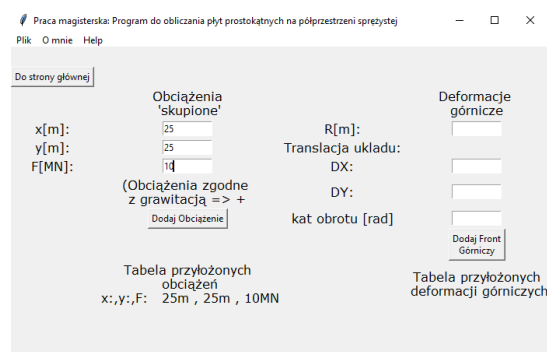 Praca magisterska: Program do obliczania płyt prostokątnych na półprzestrzeni sprężystej
Plik O mnie Help
Do strony głównej
Obciążenia
'skupione'
x[m]: 25
y[m]: 25
F[MN]: 10
(Obciążenia zgodne
z grawitacją => +
Dodaj Obciążenie
Tabela przyłożonych
obciążeń
x:,y:,F: 25m , 25m , 10MN
Deformacje
górnicze
R[m]:
Translacja ukladu:
DX:
DY:
kat obrotu [rad]
Dodaj Front
Górniczy
Tabela przyłożonych
deformacji górniczych